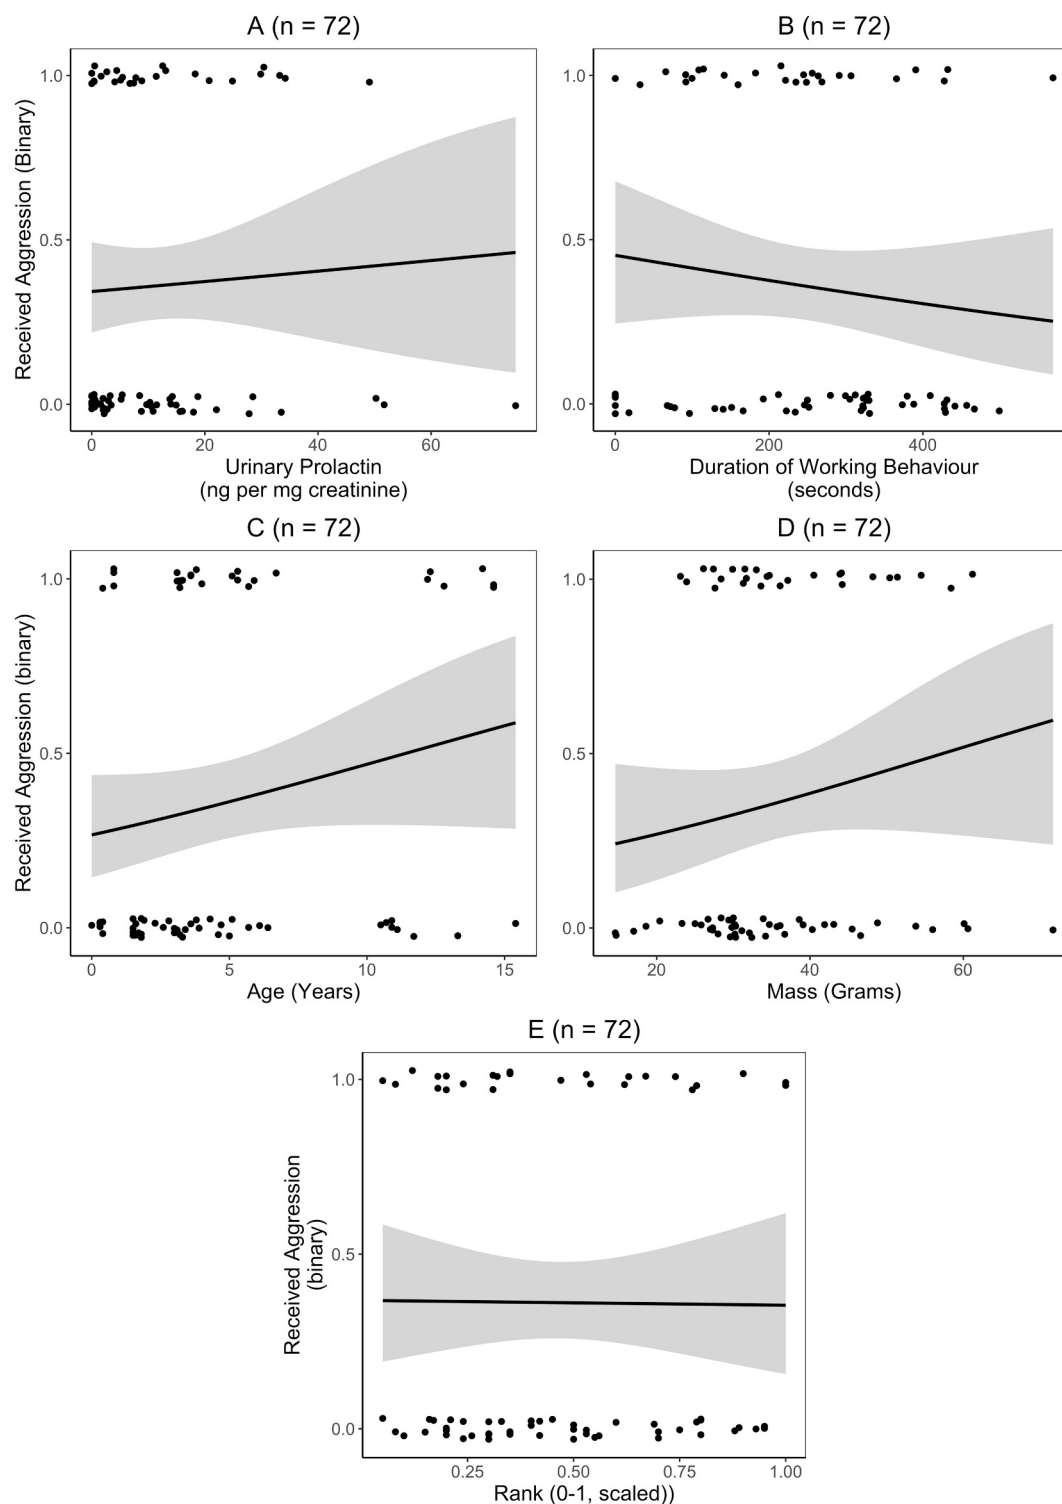 A (n = 72)
Received Aggression (Binary)
1.0
0.5
0.0
0
20
40
60
Urinary Prolactin
(ng per mg creatinine)
B (n = 72)
1.0
0.5
0.0
0
200
400
Duration of Working Behaviour
(seconds)
C (n = 72)
Received Aggression (binary)
1.0
0.5
0.0
0
5
10
15
Age (Years)
D (n = 72)
1.0
0.5
0.0
20
40
60
Mass (Grams)
E (n = 72)
Received Aggression
(binary)
1.0
0.5
0.0
0.25
0.50
0.75
1.00
Rank (0-1, scaled))